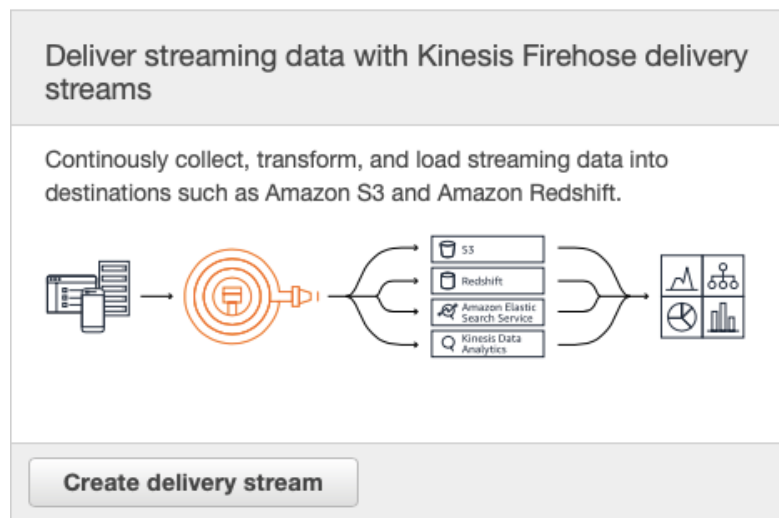 Deliver streaming data with Kinesis Firehose delivery
streams
Continously collect, transform, and load streaming data into
destinations such as Amazon S3 and Amazon Redshift.
S3
Redshift
Amazon Elastic
Search Service
Kinesis Data
Analytics
Create delivery stream